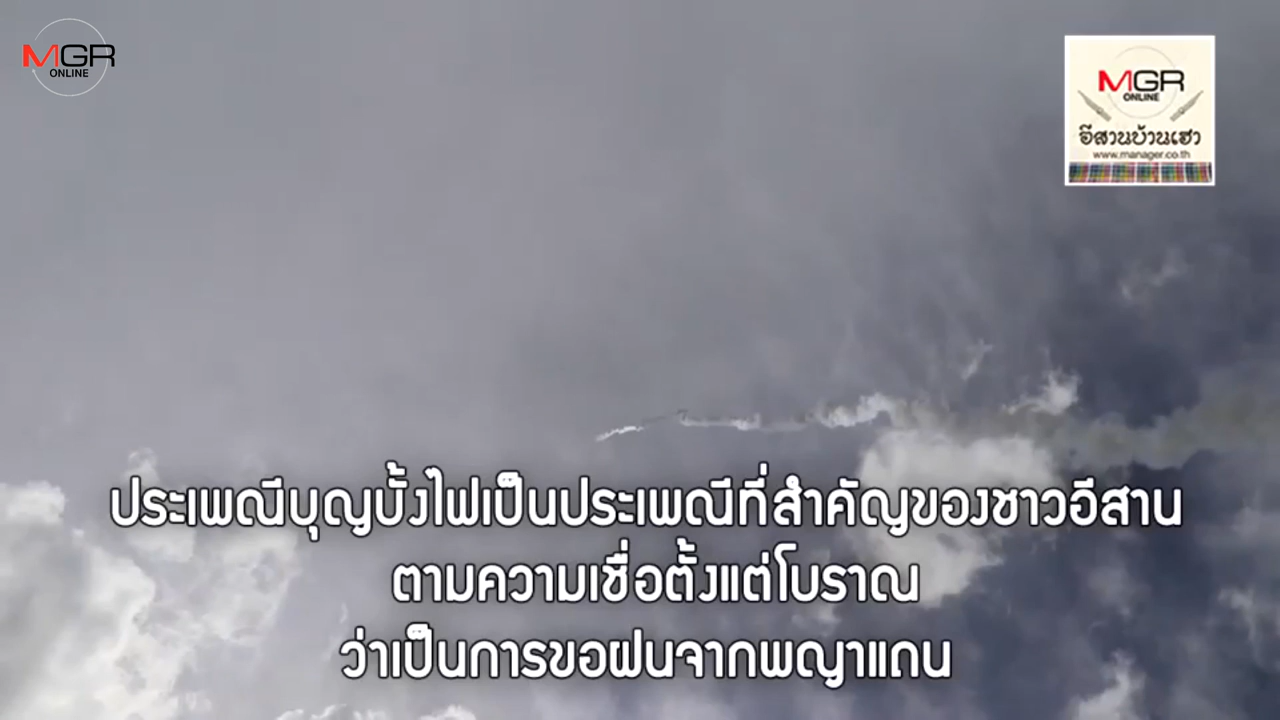 MGR
ONLINE
MGR
ONLINE
อีสานบ้านเฮา
www.manager.co.th
ประเพณีบุญบั้งไฟเป็นประเพณีที่สำคัญของชาวอีสาน
ตามความเชื่อตั้งแต่โบราณ
ว่าเป็นการขอฝนจากพญาแถน